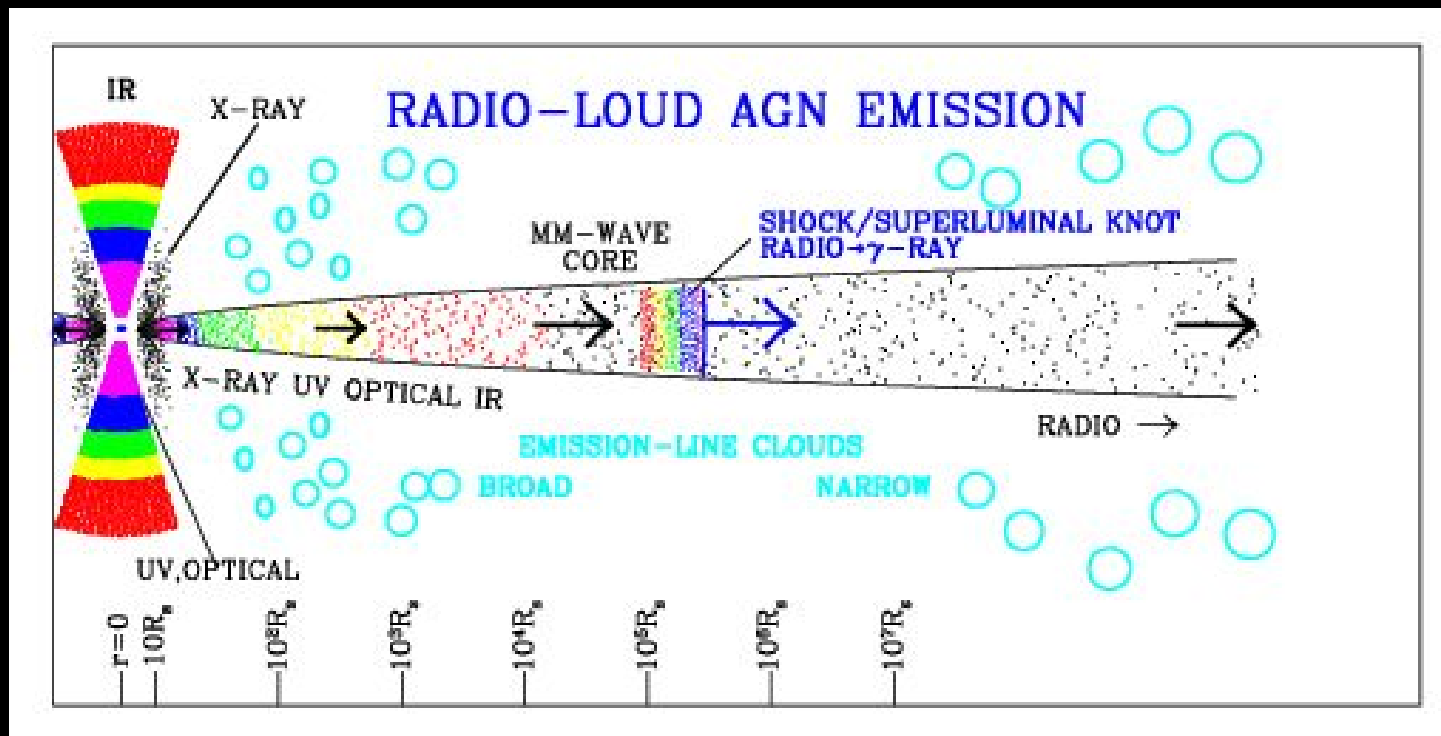 IR
X-RAY
RADIO-LOUD AGN EMISSION
SHOCK/SUPERLUMINAL KNOT
RADIO→γ-RAY
MM-WAVE
CORE
X-RAY UV OPTICAL IR
RADIO →
EMISSION-LINE CLOUDS
BROAD
NARROW
UV,OPTICAL
r=0
10Rₛ
10²Rₛ
10³Rₛ
10⁴Rₛ
10⁵Rₛ
10⁶Rₛ
10⁷Rₛ